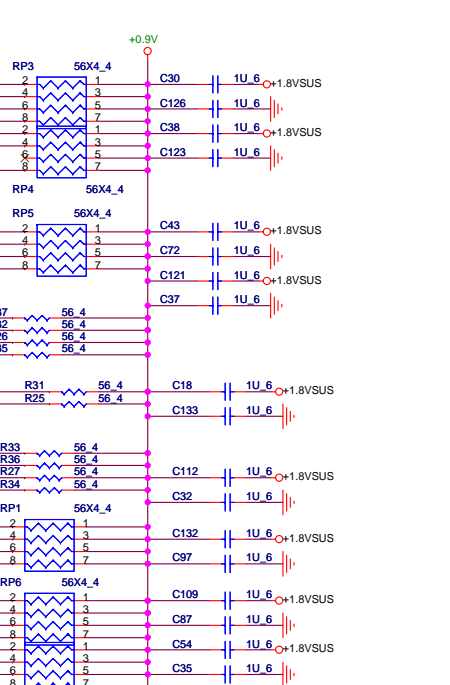 +0.9V
RP3 56X4_4 C30 1U_6 +1.8VSUS
2 1
4 3 C126 1U_6
6 5
8 7 C38 1U_6 +1.8VSUS
2 1
4 3 C123 1U_6
6 5
8 7
RP4 56X4_4
RP5 56X4_4 C43 1U_6 +1.8VSUS
2 1
4 3 C72 1U_6
6 5
8 7 C121 1U_6 +1.8VSUS
C37 1U_6
37 56_4
32 56_4
26 56_4
35 56_4
R31 56_4 C18 1U_6 +1.8VSUS
R25 56_4
C133 1U_6
R33 56_4
R36 56_4
R27 56_4 C112 1U_6 +1.8VSUS
R34 56_4
C32 1U_6
RP1 56X4_4
2 1
4 3 C132 1U_6 +1.8VSUS
6 5
8 7 C97 1U_6
RP6 56X4_4
2 1 C109 1U_6 +1.8VSUS
4 3
6 5 C87 1U_6
8 7
2 1 C54 1U_6 +1.8VSUS
4 3
6 5 C35 1U_6
8 7